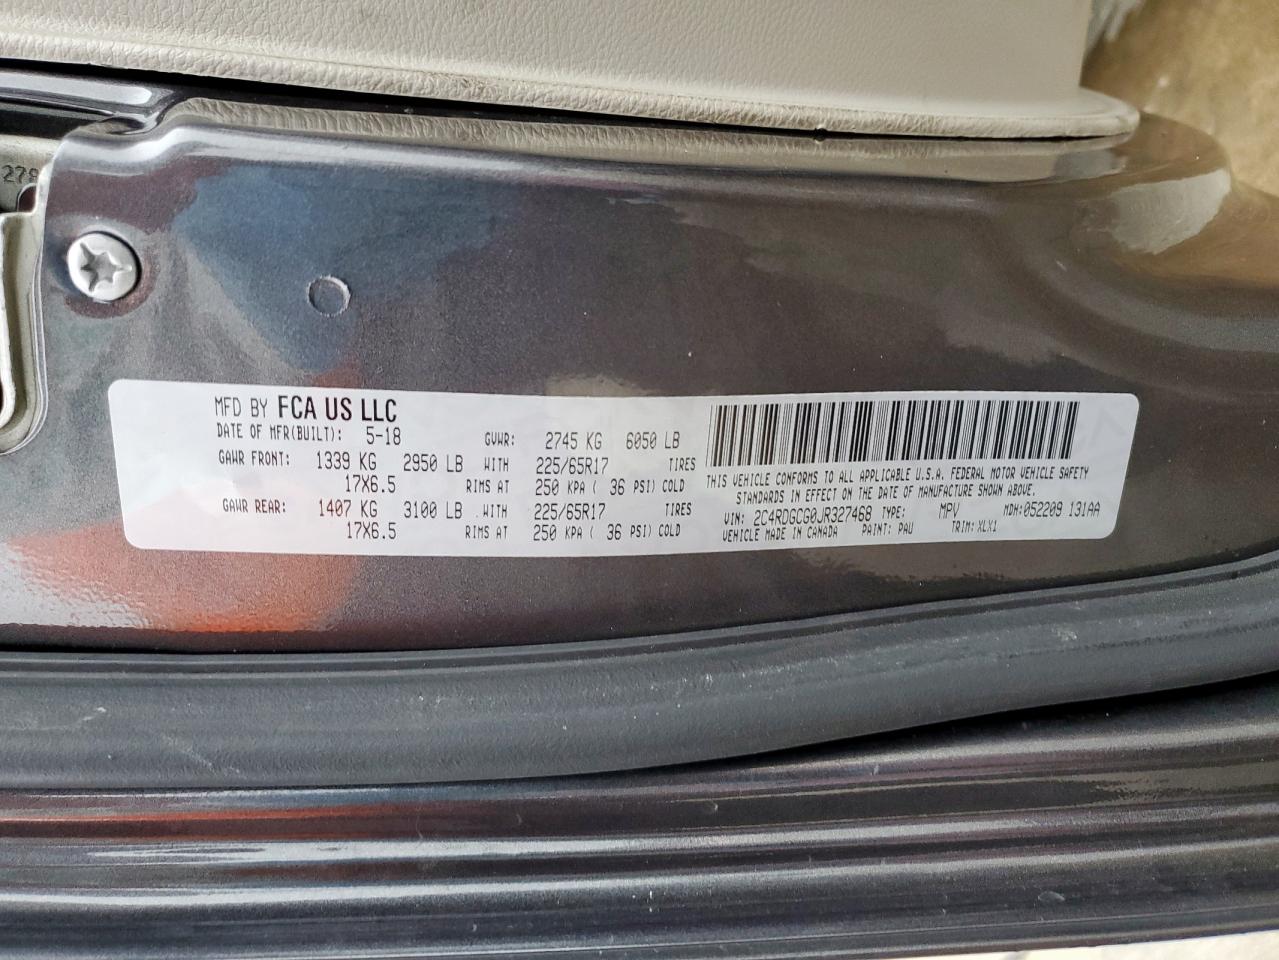 279
MFD BY FCA US LLC
DATE OF MFR(BUILT): 5-18 GVWR: 2745 KG 6050 LB
GAWR FRONT: 1339 KG 2950 LB WITH 225/65R17 TIRES
17X6.5 RIMS AT 250 KPA ( 36 PSI) COLD
GAWR REAR: 1407 KG 3100 LB WITH 225/65R17 TIRES
17X6.5 RIMS AT 250 KPA ( 36 PSI) COLD
THIS VEHICLE CONFORMS TO ALL APPLICABLE U.S.A. FEDERAL MOTOR VEHICLE SAFETY
STANDARDS IN EFFECT ON THE DATE OF MANUFACTURE SHOWN ABOVE.
VIN: 2C4RDGCG0JR327468 TYPE: MPV MDH:052209 131AA
VEHICLE MADE IN CANADA PAINT: PAU TRIM:XLX1